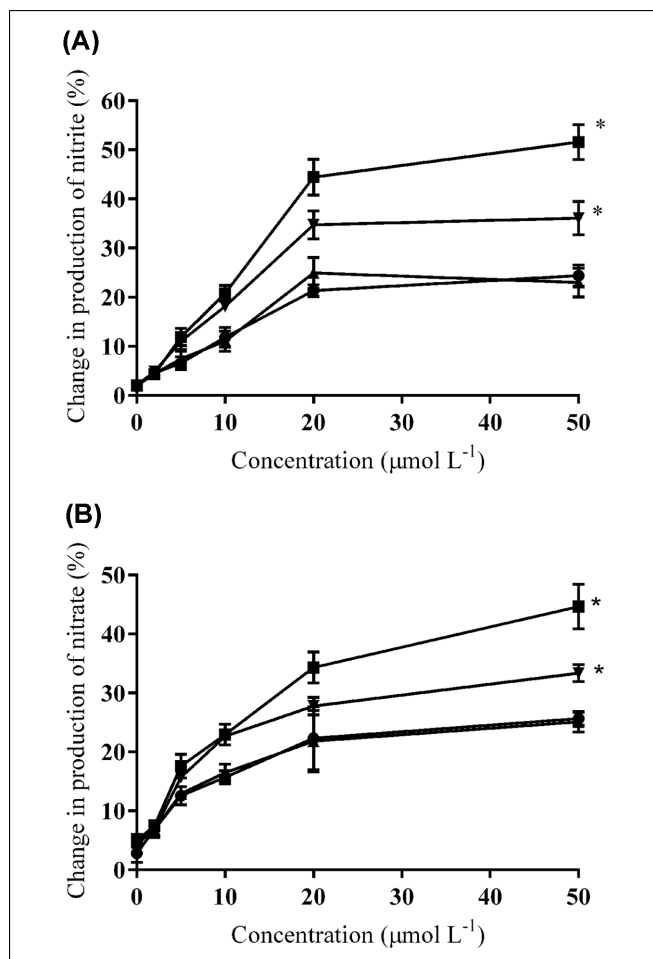 (A)
Change in production of nitrite (%)
60
50
40
30
20
10
0
*
*
0 10 20 30 40 50
Concentration (μmol L⁻¹)
(B)
Change in production of nitrate (%)
50
40
30
20
10
0
*
*
0 10 20 30 40 50
Concentration (μmol L⁻¹)